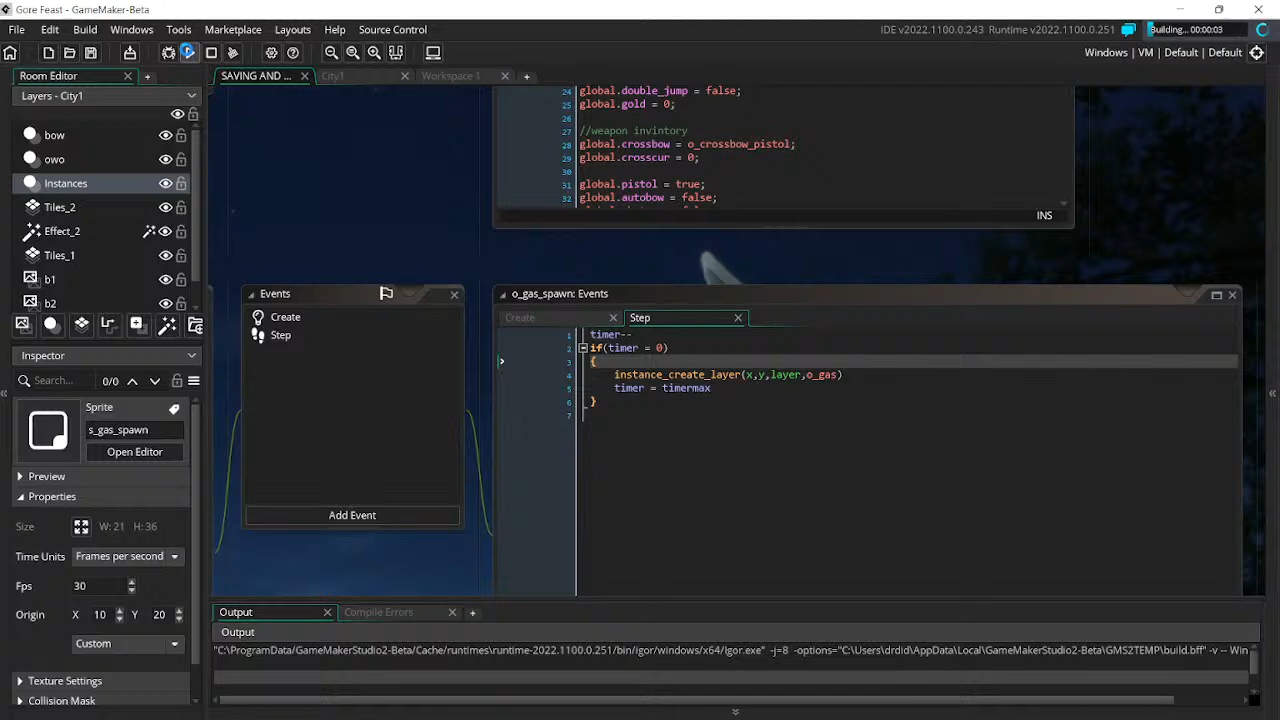 Gore Feast - GameMaker-Beta
File Edit Build Windows Tools Marketplace Layouts Help Source Control
IDE v2022.1100.0.243 Runtime v2022.1100.0.251
Building... 00:00:03
Windows | VM | Default | Default
Room Editor
SAVING AND ...
City1
Workspace 1
Layers - City1
bow
owo
Instances
Tiles_2
Effect_2
Tiles_1
b1
b2
24 global.double_jump = false;
25 global.gold = 0;
26
27 //weapon invintory
28 global.crossbow = o_crossbow_pistol;
29 global.crosscur = 0;
30
31 global.pistol = true;
32 global.autobow = false;
INS
Events
Create
Step
Add Event
o_gas_spawn: Events
Create
Step
1 timer--
2 if(timer = 0)
3 {
4 instance_create_layer(x,y,layer,o_gas)
5 timer = timermax
6 }
7
Inspector
Search...
0/0
Sprite
s_gas_spawn
Open Editor
Preview
Properties
Size W: 21 H: 36
Time Units Frames per second
Fps 30
Origin X 10 Y 20
Custom
Texture Settings
Collision Mask
Output
Compile Errors
Output
"C:\ProgramData/GameMakerStudio2-Beta/Cache/runtimes\runtime-2022.1100.0.251/bin/igor/windows/x64/Igor.exe" -j=8 -options="C:\Users\drdid\AppData\Local\GameMakerStudio2-Beta\GMS2TEMP\build.bff" -v -- Win